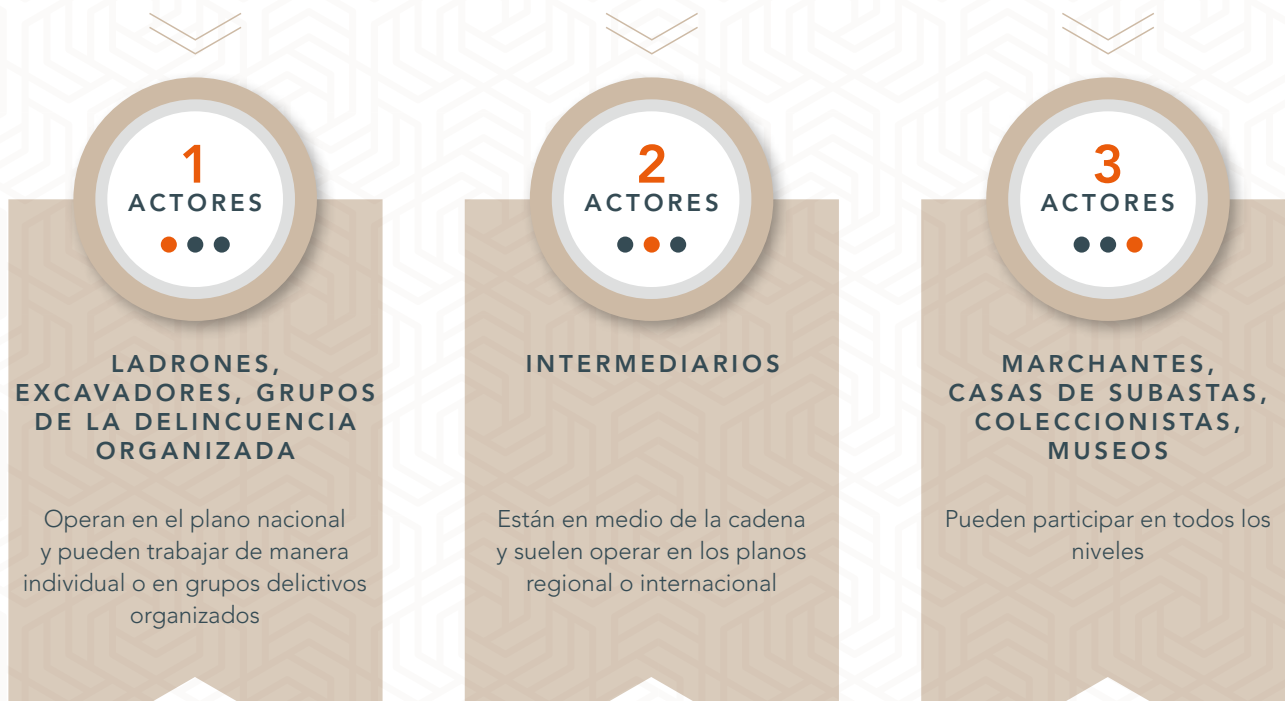 1
ACTORES
LADRONES,
EXCAVADORES, GRUPOS
DE LA DELINCUENCIA
ORGANIZADA
Operan en el plano nacional
y pueden trabajar de manera
individual o en grupos delictivos
organizados
2
ACTORES
INTERMEDIARIOS
Están en medio de la cadena
y suelen operar en los planos
regional o internacional
3
ACTORES
MARCHANTES,
CASAS DE SUBASTAS,
COLECCIONISTAS,
MUSEOS
Pueden participar en todos los
niveles